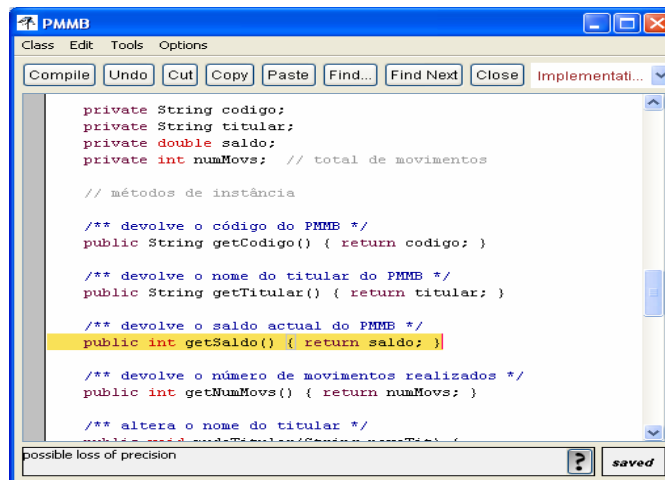 PMMB
Class Edit Tools Options
Compile Undo Cut Copy Paste Find... Find Next Close Implementati...
private String codigo;
private String titular;
private double saldo;
private int numMovs; // total de movimentos
// métodos de instância
/** devolve o código do PMMB */
public String getCodigo() { return codigo; }
/** devolve o nome do titular do PMMB */
public String getTitular() { return titular; }
/** devolve o saldo actual do PMMB */
public int getSaldo() { return saldo; }
/** devolve o número de movimentos realizados */
public int getNumMovs() { return numMovs; }
/** altera o nome do titular */
possible loss of precision ? saved